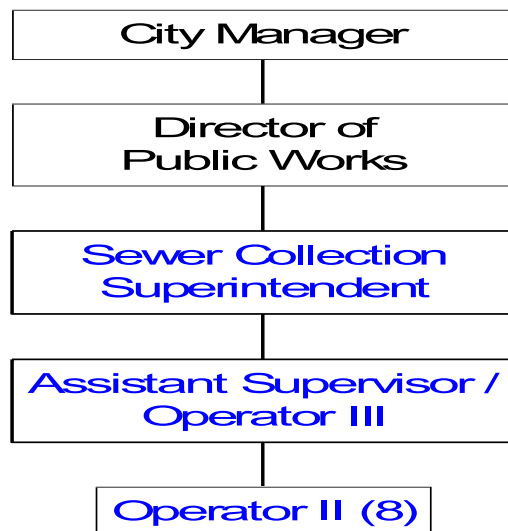 City Manager
Director of
Public Works
Sewer Collection
Superintendent
Assistant Supervisor /
Operator III
Operator II (8)